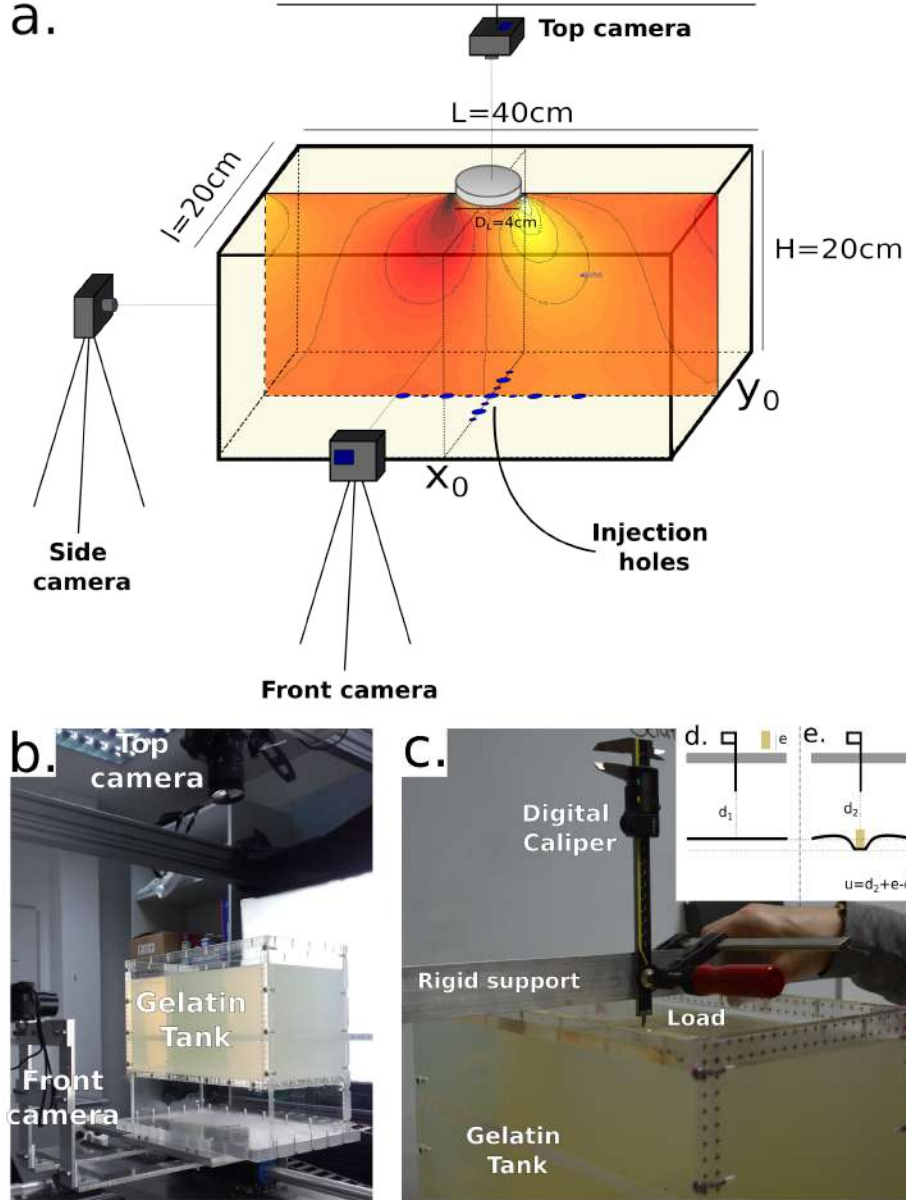 a.
Top camera
L=40cm
l=20cm
D_L=4cm
H=20cm
y₀
x₀
Injection
holes
Side
camera
Front camera
b.
Top
camera
Gelatin
Tank
Front
camera
c.
Digital
Caliper
Rigid support
Load
Gelatin
Tank
d.
e
d₁
e.
d₂
u=d₂+e-